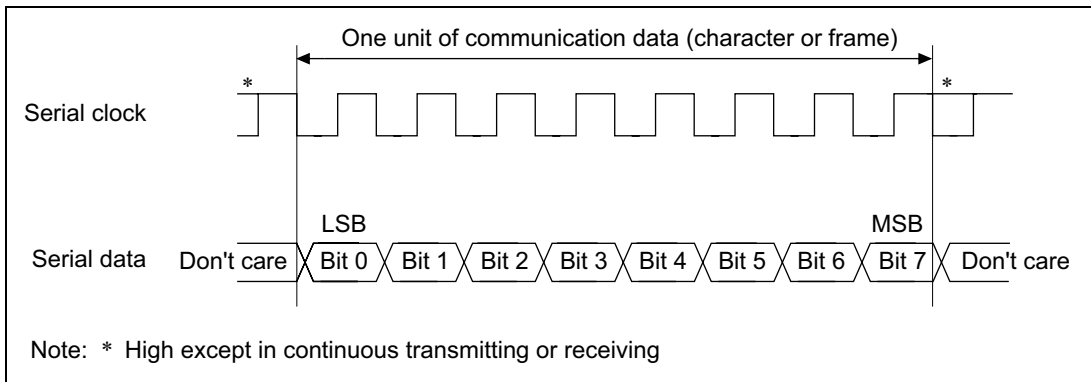 One unit of communication data (character or frame)
* *
Serial clock
LSB MSB
Serial data Don't care Bit 0 Bit 1 Bit 2 Bit 3 Bit 4 Bit 5 Bit 6 Bit 7 Don't care
Note: * High except in continuous transmitting or receiving